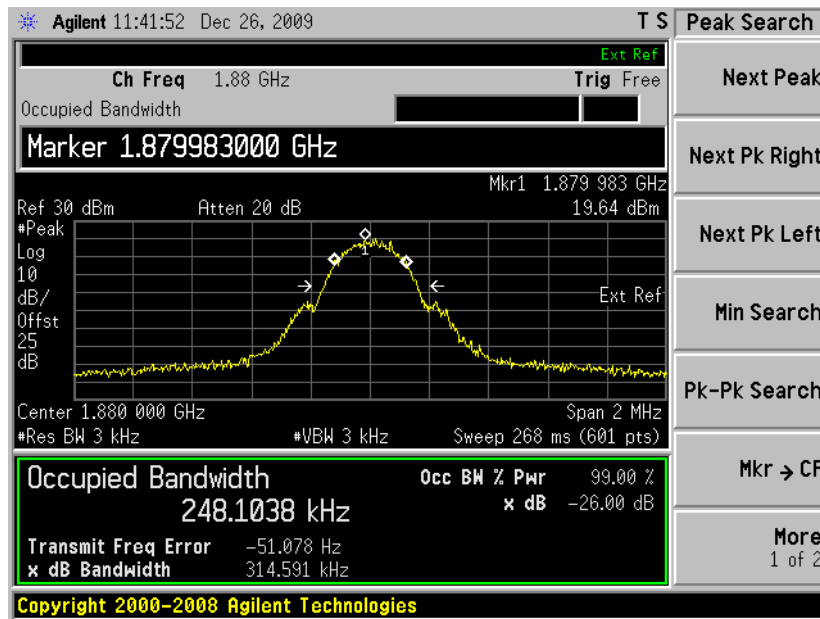 Agilent 11:41:52 Dec 26, 2009 T S
Peak Search
Ext Ref
Ch Freq 1.88 GHz Trig Free
Occupied Bandwidth
Marker 1.879983000 GHz
Mkr1 1.879 983 GHz
Ref 30 dBm Atten 20 dB 19.64 dBm
#Peak
Log
10
dB/
Offst
25
dB
1
Ext Ref
Center 1.880 000 GHz Span 2 MHz
#Res BW 3 kHz #VBW 3 kHz Sweep 268 ms (601 pts)
Occupied Bandwidth Occ BW % Pwr 99.00 %
248.1038 kHz x dB -26.00 dB
Transmit Freq Error -51.078 Hz
x dB Bandwidth 314.591 kHz
Copyright 2000-2008 Agilent Technologies
Next Peak
Next Pk Right
Next Pk Left
Min Search
Pk-Pk Search
Mkr → CF
More
1 of 2